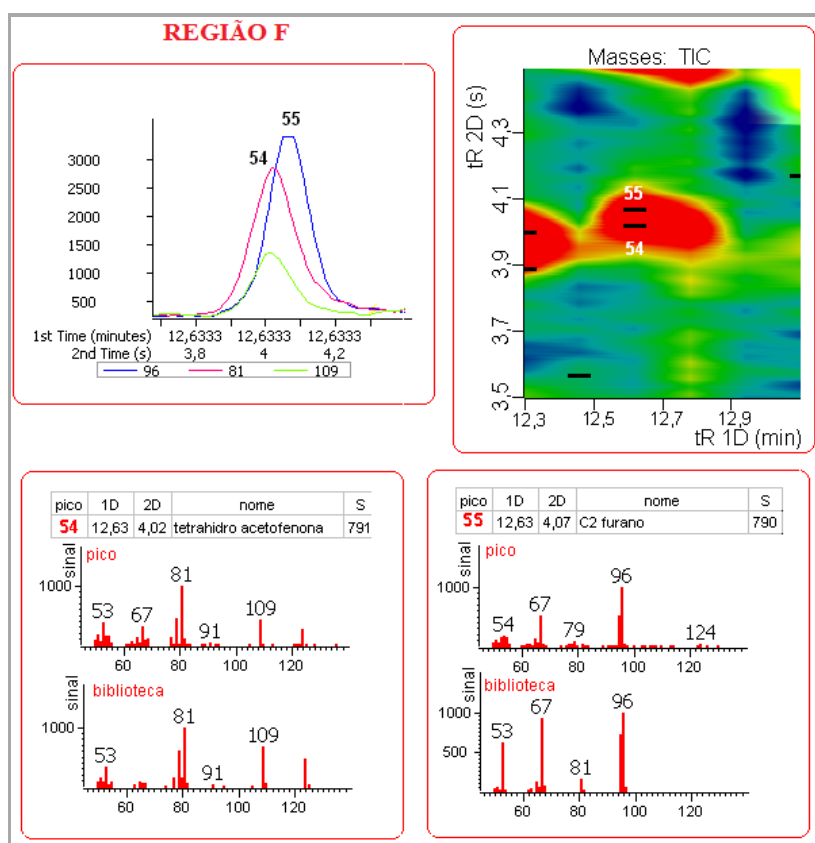 REGIÃO F
55
54
3000
2500
2000
1500
1000
500
1st Time (minutes) 12,6333 12,6333 12,6333
2nd Time (s) 3,8 4 4,2
96 81 109
Masses: TIC
tR 2D (s)
4,3
4,1
3,9
3,7
3,5
55
54
12,3 12,5 12,7 12,9
tR 1D (min)
pico 1D 2D nome S
54 12,63 4,02 tetrahidro acetofenona 791
sinal
pico
1000
53 67 81 91 109
60 80 100 120
sinal
biblioteca
1000
53 81 91 109
60 80 100 120
pico 1D 2D nome S
55 12,63 4,07 C2 furano 790
sinal
pico
1000
54 67 79 96 124
60 80 100 120
sinal
biblioteca
1000
500
53 67 81 96
60 80 100 120